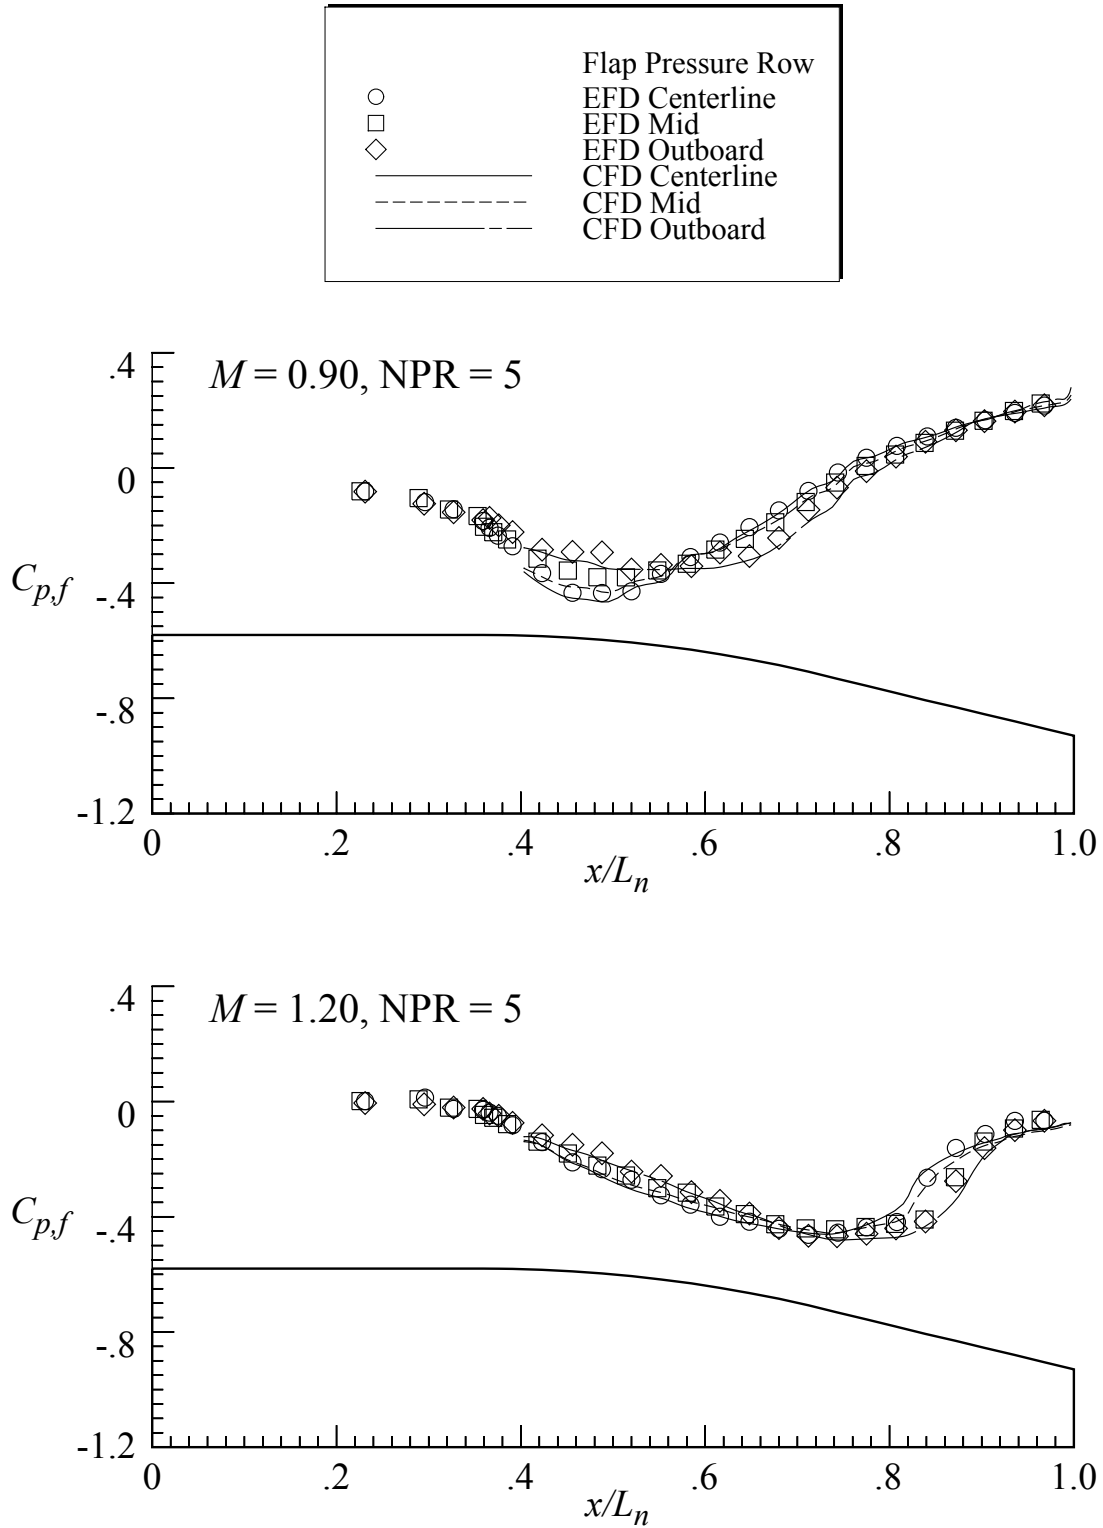 Flap Pressure Row
EFD Centerline
EFD Mid
EFD Outboard
CFD Centerline
CFD Mid
CFD Outboard
M = 0.90, NPR = 5
.4
0
-.4
-.8
-1.2
C_{p,f}
0 .2 .4 .6 .8 1.0
x/L_n
M = 1.20, NPR = 5
.4
0
-.4
-.8
-1.2
C_{p,f}
0 .2 .4 .6 .8 1.0
x/L_n